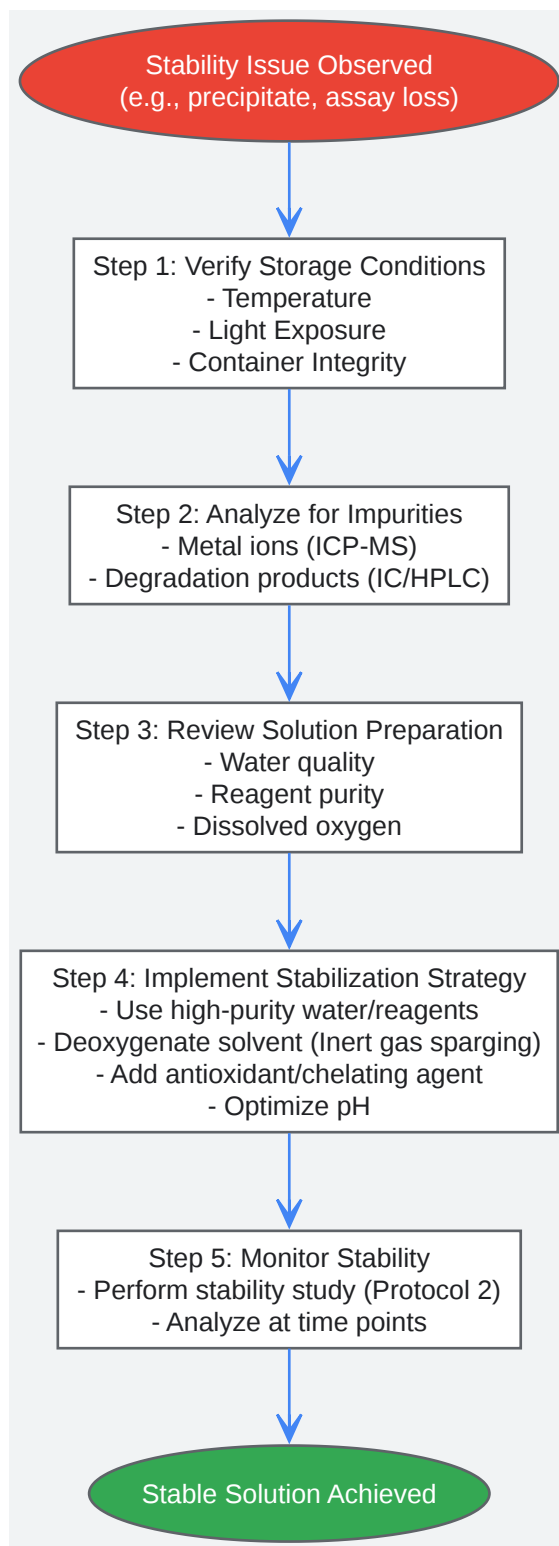 Stability Issue Observed
(e.g., precipitate, assay loss)
Step 1: Verify Storage Conditions
- Temperature
- Light Exposure
- Container Integrity
Step 2: Analyze for Impurities
- Metal ions (ICP-MS)
- Degradation products (IC/HPLC)
Step 3: Review Solution Preparation
- Water quality
- Reagent purity
- Dissolved oxygen
Step 4: Implement Stabilization Strategy
- Use high-purity water/reagents
- Deoxygenate solvent (Inert gas sparging)
- Add antioxidant/chelating agent
- Optimize pH
Step 5: Monitor Stability
- Perform stability study (Protocol 2)
- Analyze at time points
Stable Solution Achieved